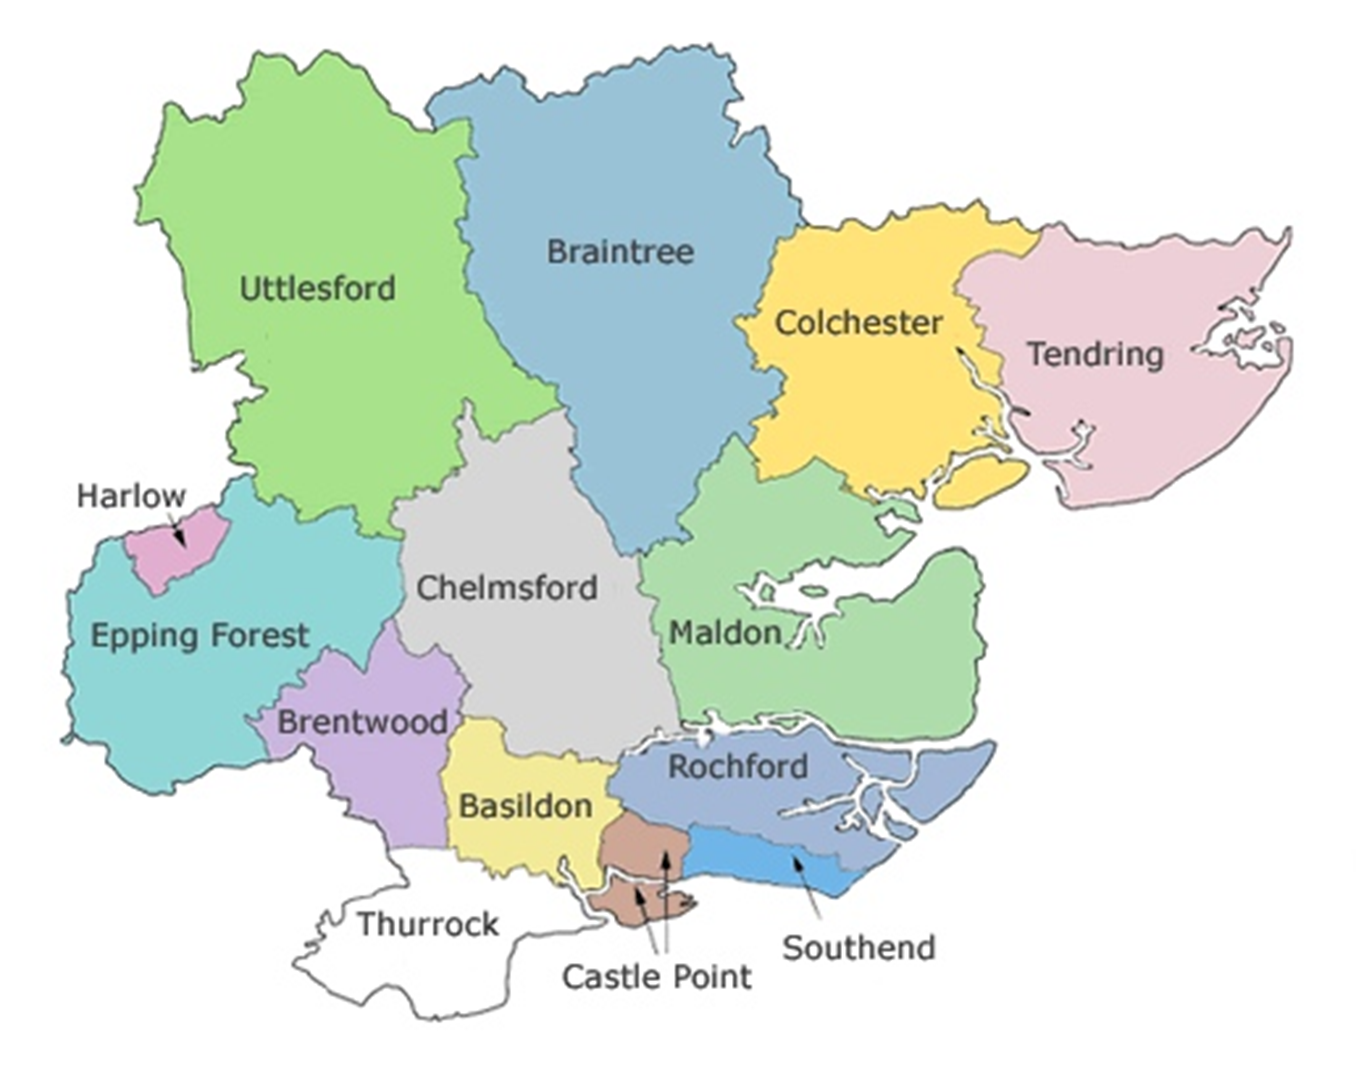 Braintree
Uttlesford
Colchester
Tendring
Harlow
Chelmsford
Epping Forest
Maldon
Brentwood
Rochford
Basildon
Thurrock
Southend
Castle Point